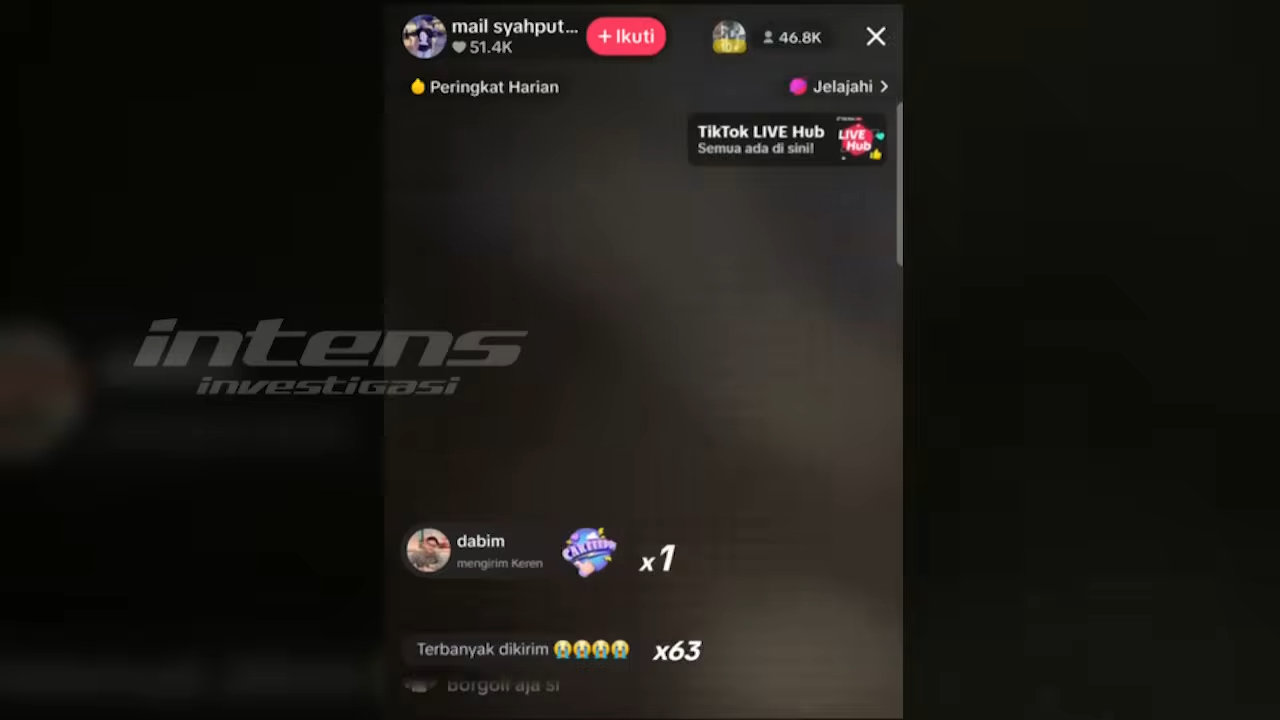 mail syahput...
51.4K
+ Ikuti
46.8K
Peringkat Harian
Jelajahi >
TikTok LIVE Hub
Semua ada di sini!
LIVE
Hub
intens
investigasi
dabim
mengirim Keren
x1
Terbanyak dikirim 😭😭😭😭 x63
aja si